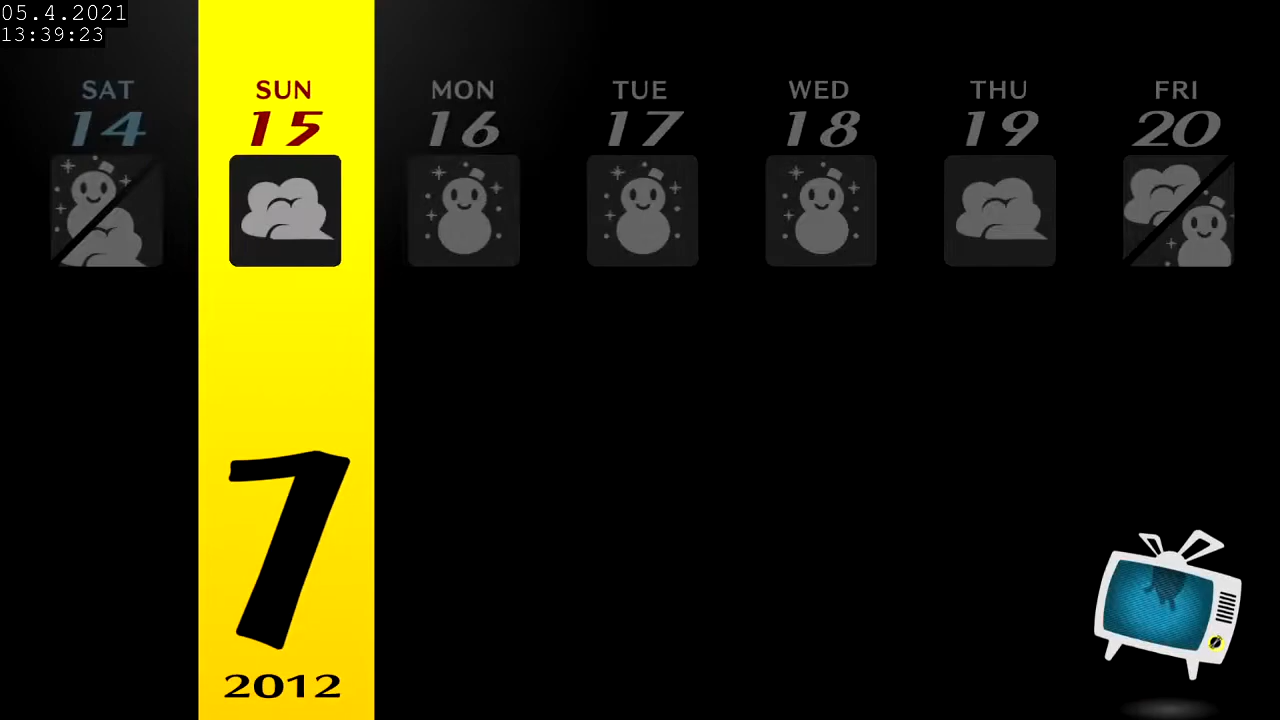 05.4.2021
13:39:23
SAT SUN MON TUE WED THU FRI
14 15 16 17 18 19 20
1
2012